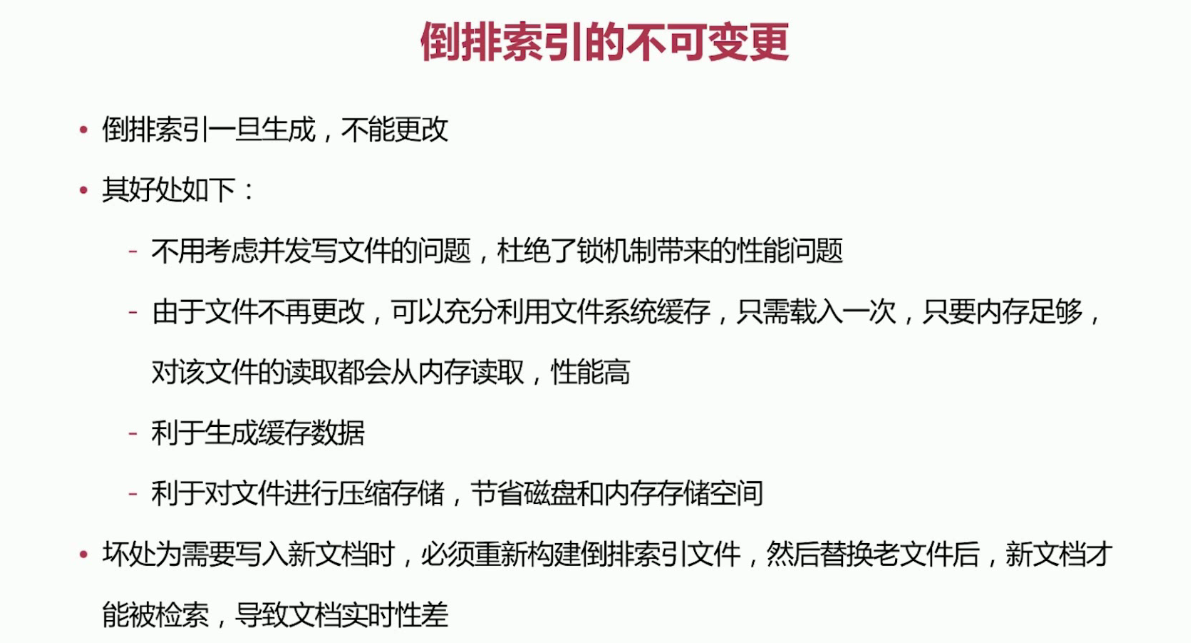 倒排索引的不可变更
• 倒排索引一旦生成，不能更改
• 其好处如下：
- 不用考虑并发写文件的问题，杜绝了锁机制带来的性能问题
- 由于文件不再更改，可以充分利用文件系统缓存，只需载入一次，只要内存足够，
对该文件的读取都会从内存读取，性能高
- 利于生成缓存数据
- 利于对文件进行压缩存储，节省磁盘和内存存储空间
• 坏处为需要写入新文档时，必须重新构建倒排索引文件，然后替换老文件后，新文档才
能被检索，导致文档实时性差